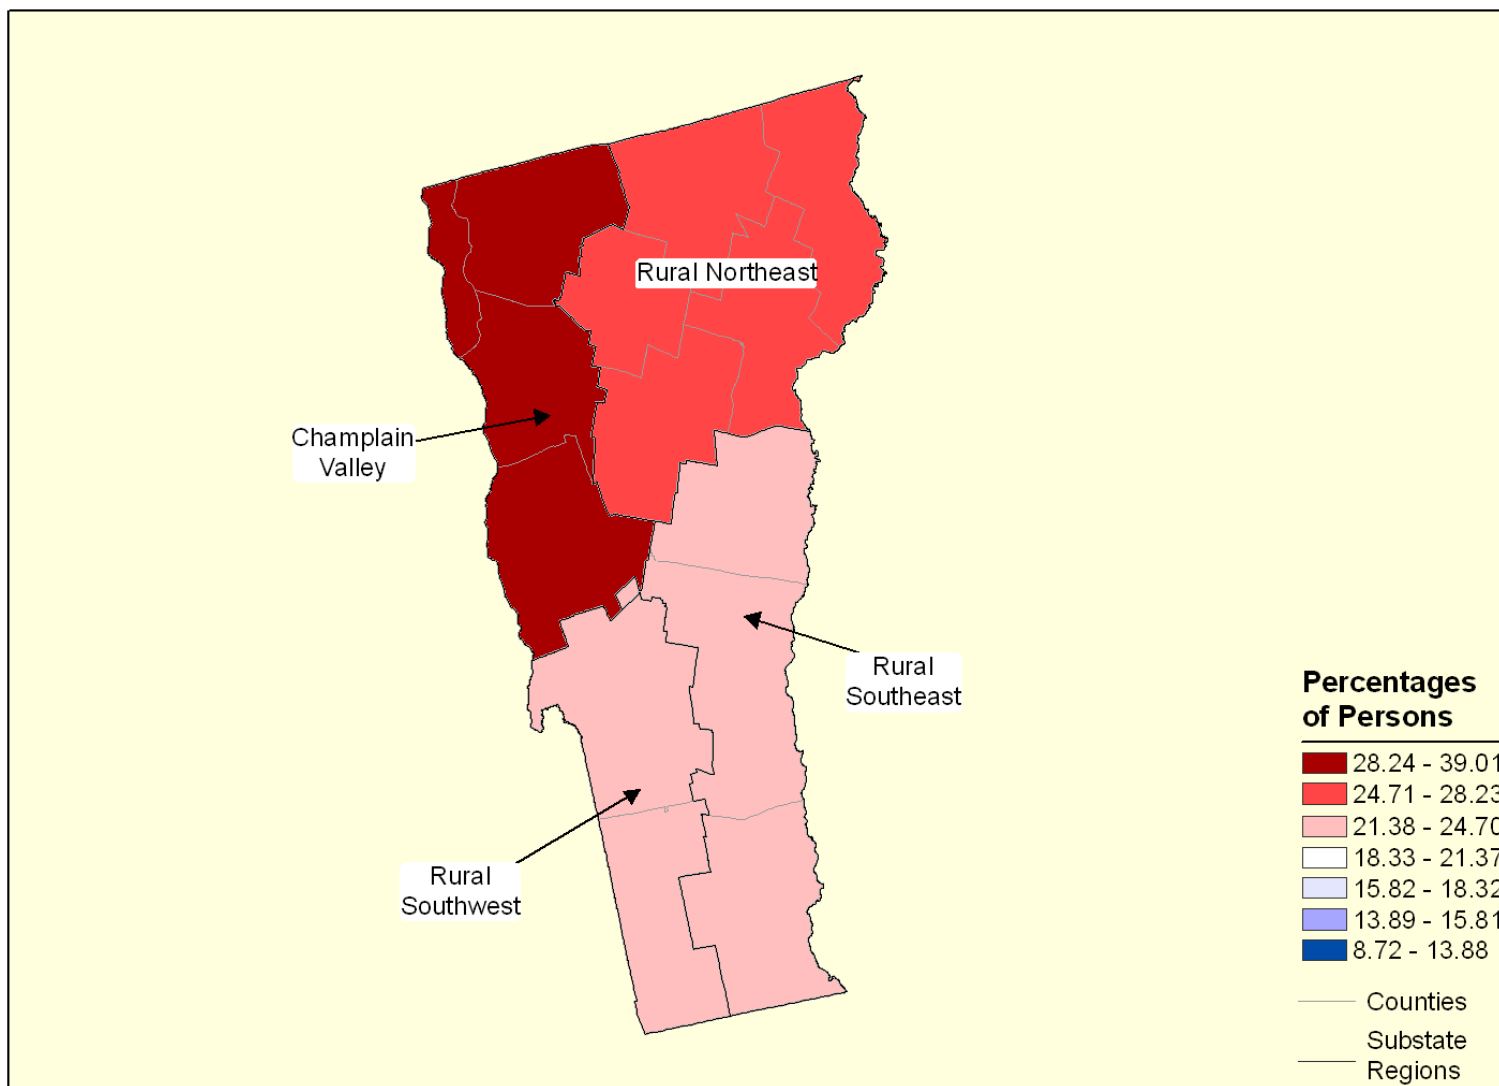 Rural Northeast
Champlain
Valley
Rural
Southeast
Rural
Southwest
Percentages
of Persons
28.24 - 39.01
24.71 - 28.23
21.38 - 24.70
18.33 - 21.37
15.82 - 18.32
13.89 - 15.81
8.72 - 13.88
Counties
Substate
Regions